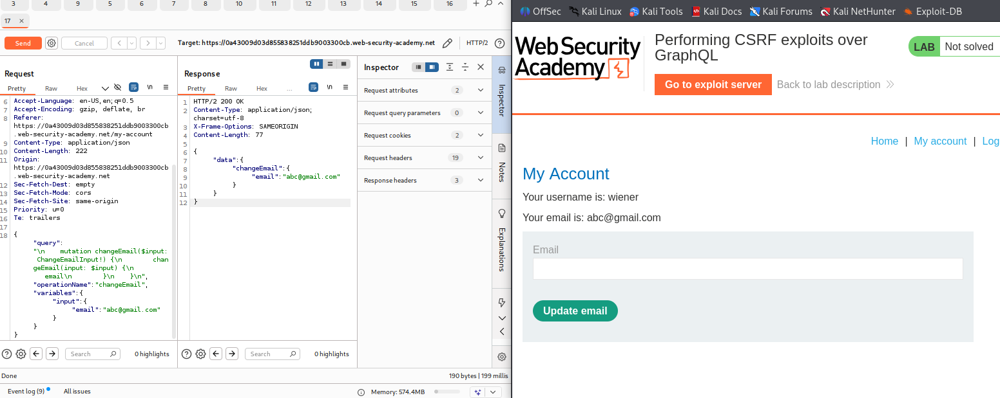 3 4 9 5 6 7 8 10 11 12 13 14 15 16 +
17 ×
Send Cancel < > Target: https://0a43009d03d855838251ddb9003300cb.web-security-academy.net HTTP/2 ?
Request
Pretty Raw Hex \n
6 Accept-Language: en-US,en;q=0.5
7 Accept-Encoding: gzip, deflate, br
8 Referer:
https://0a43009d03d855838251ddb9003300cb
.web-security-academy.net/my-account
9 Content-Type: application/json
10 Content-Length: 222
11 Origin:
https://0a43009d03d855838251ddb9003300cb
.web-security-academy.net
12 Sec-Fetch-Dest: empty
13 Sec-Fetch-Mode: cors
14 Sec-Fetch-Site: same-origin
15 Priority: u=0
16 Te: trailers
17
18 {
"query":
"\n    mutation changeEmail($input:
ChangeEmailInput!) {\n        chan
geEmail(input: $input) {\n
email\n        }\n    }\n",
"operationName":"changeEmail",
"variables":{
"input":{
"email":"abc@gmail.com"
}
}
}
? Search 0 highlights
Response
Pretty Raw Hex ... \n
1 HTTP/2 200 OK
2 Content-Type: application/json;
charset=utf-8
3 X-Frame-Options: SAMEORIGIN
4 Content-Length: 77
5
6 {
7 "data":{
8 "changeEmail":{
9 "email":"abc@gmail.com"
10 }
11 }
12 }
? Search 0 highlights
Inspector
Request attributes 2
Request query parameters 0
Request cookies 2
Request headers 19
Response headers 3
Inspector
Notes
Explanations
Done 190 bytes | 199 millis
Event log (9) All issues Memory: 574.4MB
OffSec Kali Linux Kali Tools Kali Docs Kali Forums Kali NetHunter Exploit-DB
Web Security
Academy
Performing CSRF exploits over
GraphQL
LAB Not solved
Go to exploit server Back to lab description
Home | My account | Log
My Account
Your username is: wiener
Your email is: abc@gmail.com
Email
Update email